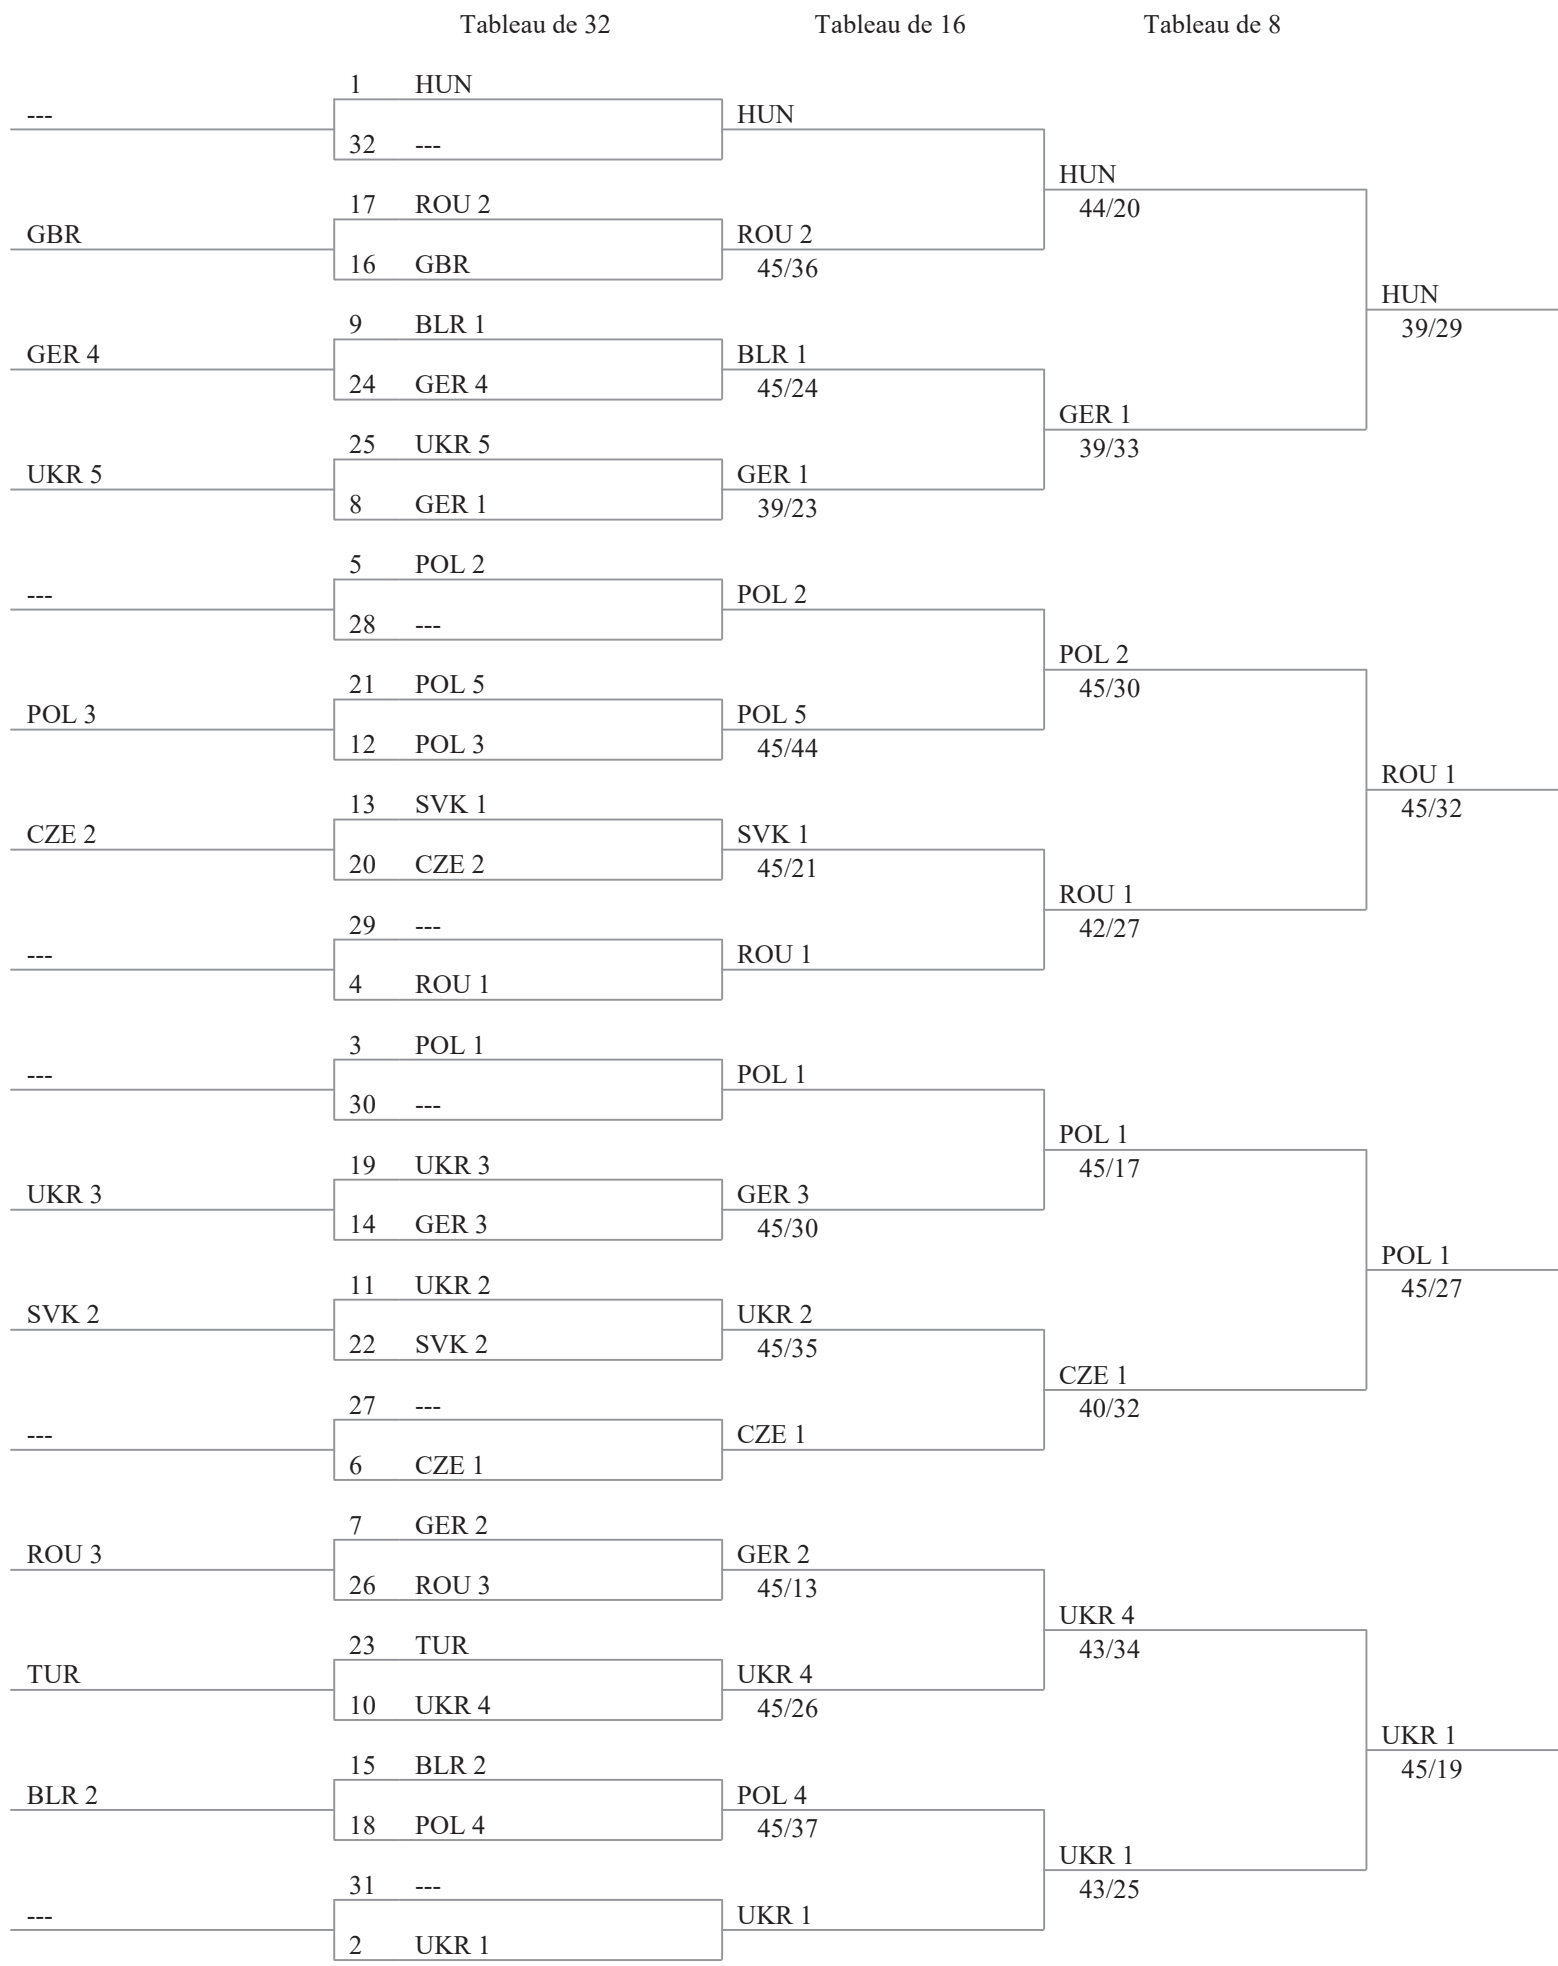 Tableau de 32 Tableau de 16 Tableau de 8
1 HUN
--- HUN
32 ---
HUN
17 ROU 2 44/20
GBR ROU 2
16 GBR 45/36
HUN
9 BLR 1 39/29
GER 4 BLR 1
24 GER 4 45/24
GER 1
25 UKR 5 39/33
UKR 5 GER 1
8 GER 1 39/23
5 POL 2
--- POL 2
28 ---
POL 2
21 POL 5 45/30
POL 3 POL 5
12 POL 3 45/44
ROU 1
13 SVK 1 45/32
CZE 2 SVK 1
20 CZE 2 45/21
ROU 1
29 --- 42/27
--- ROU 1
4 ROU 1
3 POL 1
--- POL 1
30 ---
POL 1
19 UKR 3 45/17
UKR 3 GER 3
14 GER 3 45/30
POL 1
11 UKR 2 45/27
SVK 2 UKR 2
22 SVK 2 45/35
CZE 1
27 --- 40/32
--- CZE 1
6 CZE 1
7 GER 2
ROU 3 GER 2
26 ROU 3 45/13
UKR 4
23 TUR 43/34
TUR UKR 4
10 UKR 4 45/26
UKR 1
15 BLR 2 45/19
BLR 2 POL 4
18 POL 4 45/37
UKR 1
31 --- 43/25
--- UKR 1
2 UKR 1